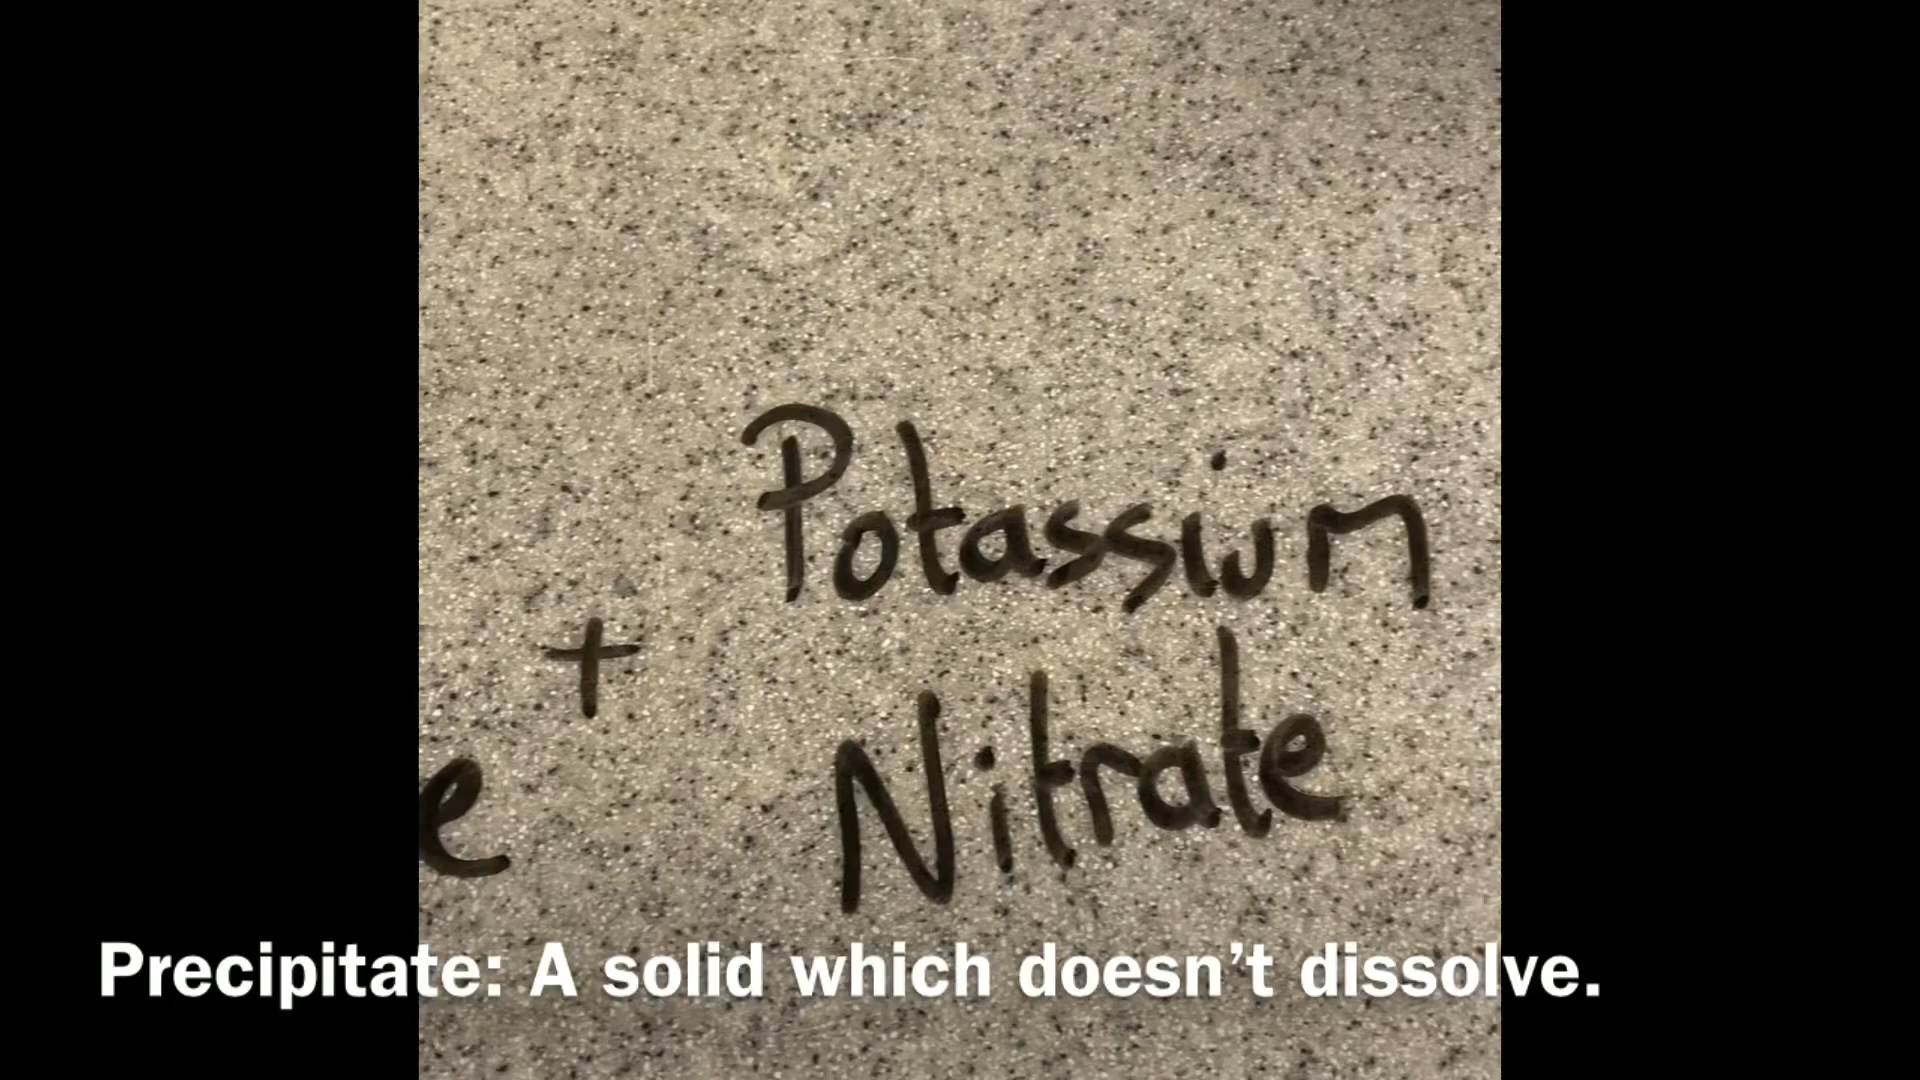 Potassium
e + Nitrate
Precipitate: A solid which doesn’t dissolve.